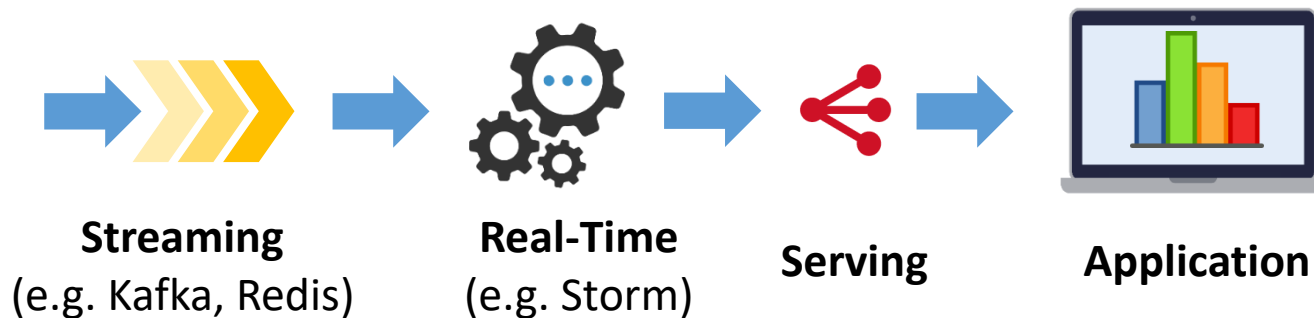 Streaming
(e.g. Kafka, Redis)
Real-Time
(e.g. Storm)
Serving
Application